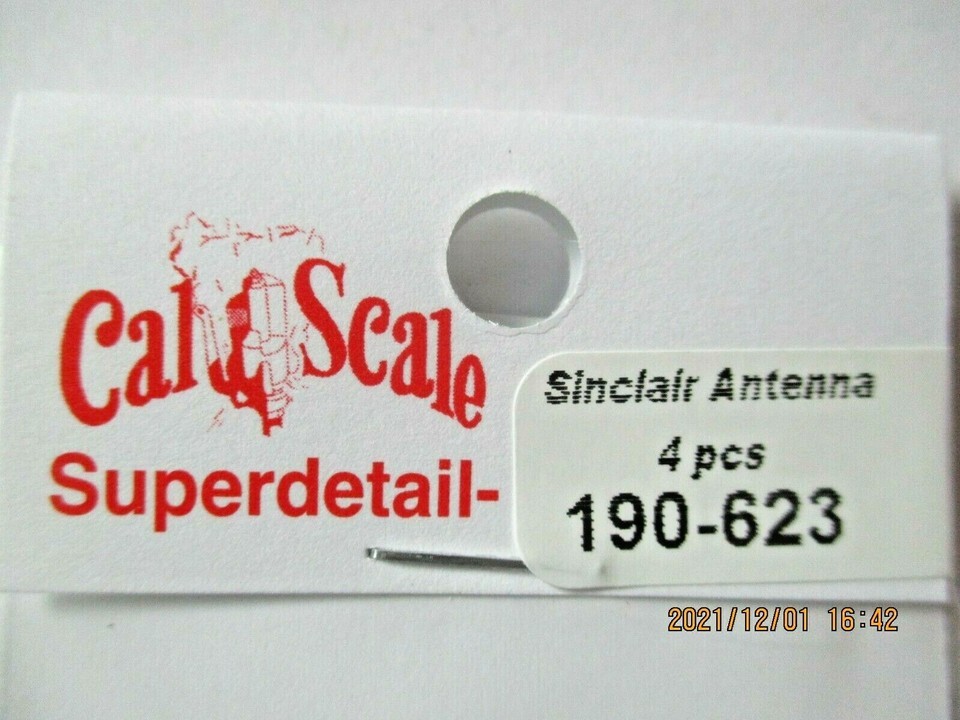 Cal Scale
Superdetail-
Sinclair Antenna
4 pcs
190-623
2021/12/01 16:42